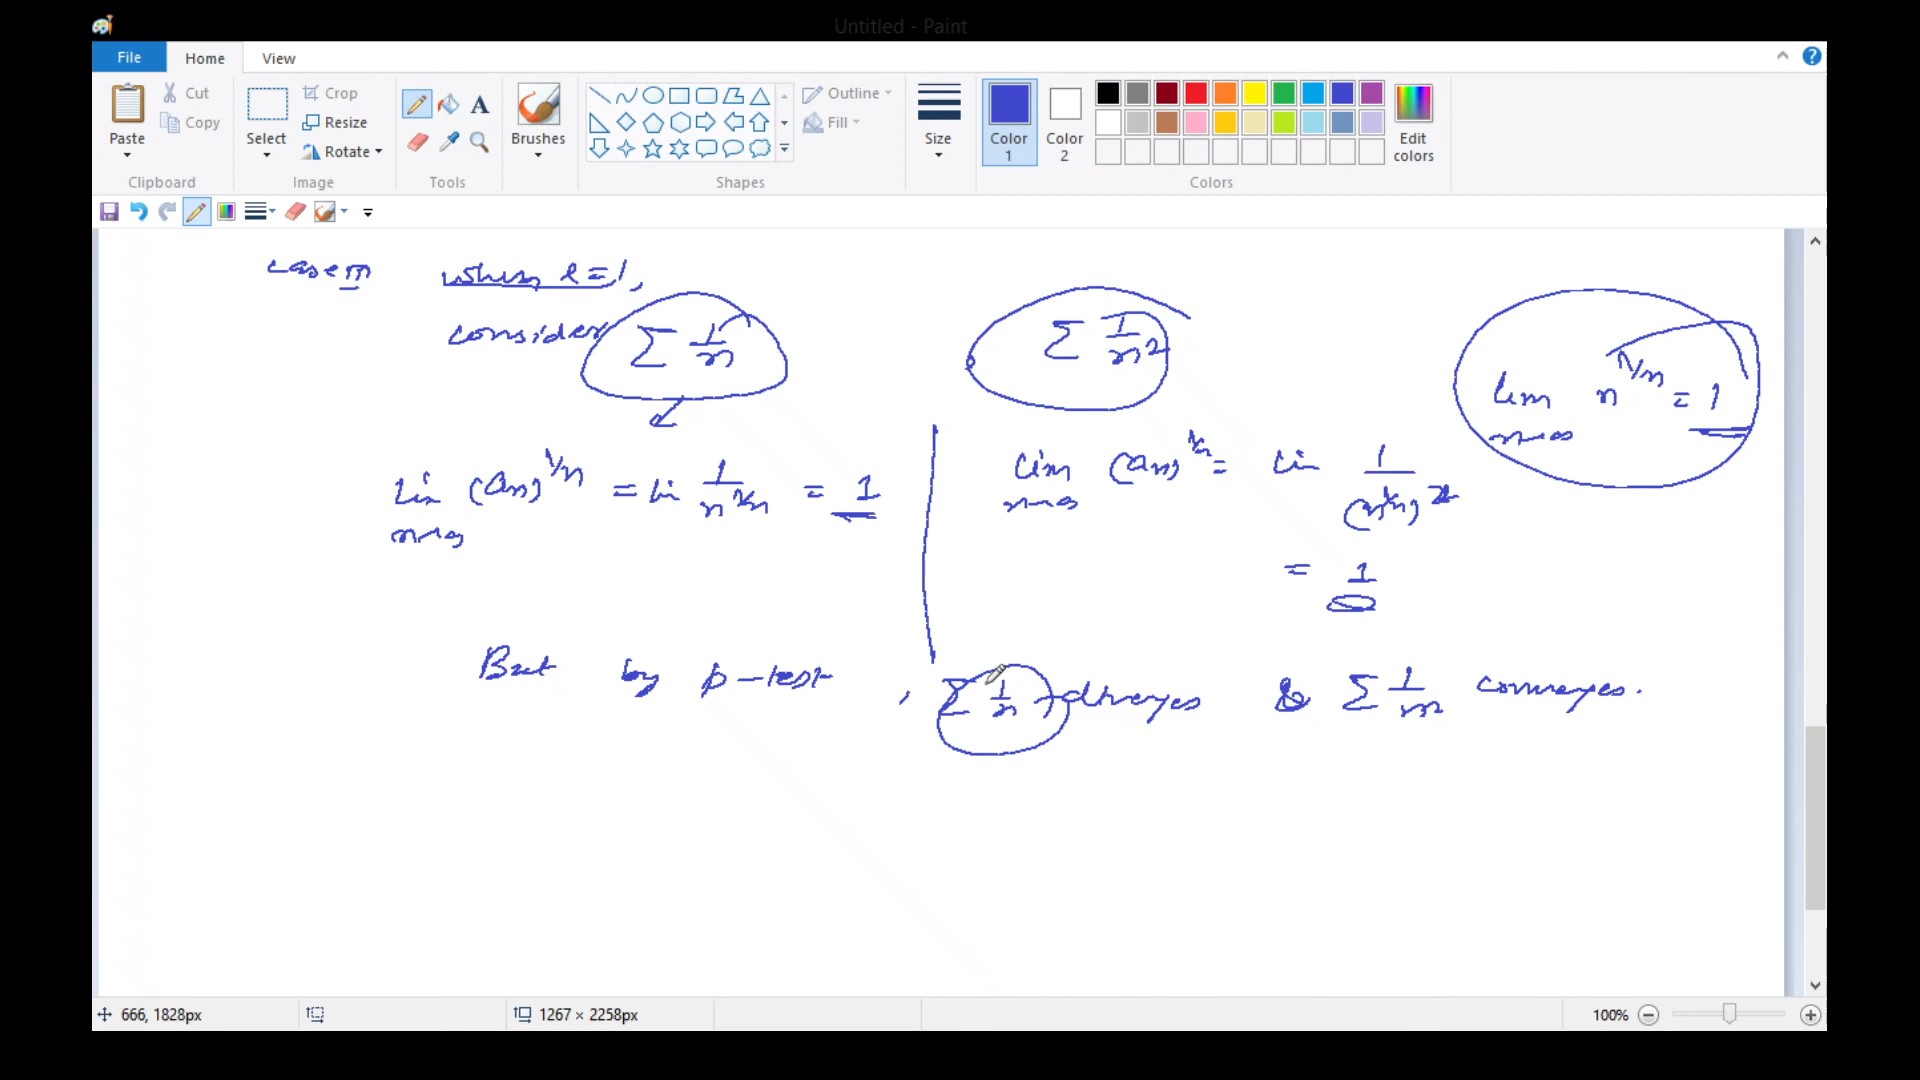 Untitled - Paint
File Home View
Paste Cut Copy Clipboard
Select Crop Resize Rotate Image
Tools
Brushes
Shapes
Outline Fill
Size
Color 1 Color 2
Edit colors
Colors
Case III when l = 1,
consider Σ 1/n Σ 1/n²
lim n→∞ n^1/n = 1
lim n→∞ (an)^1/n = li 1/n^1/n = 1
lim n→∞ (an)^1/n = lim 1/(n^1/n)^2
= 1
But by p-test, Σ 1/n diverges & Σ 1/n converges.
666, 1828px 1267 × 2258px 100%